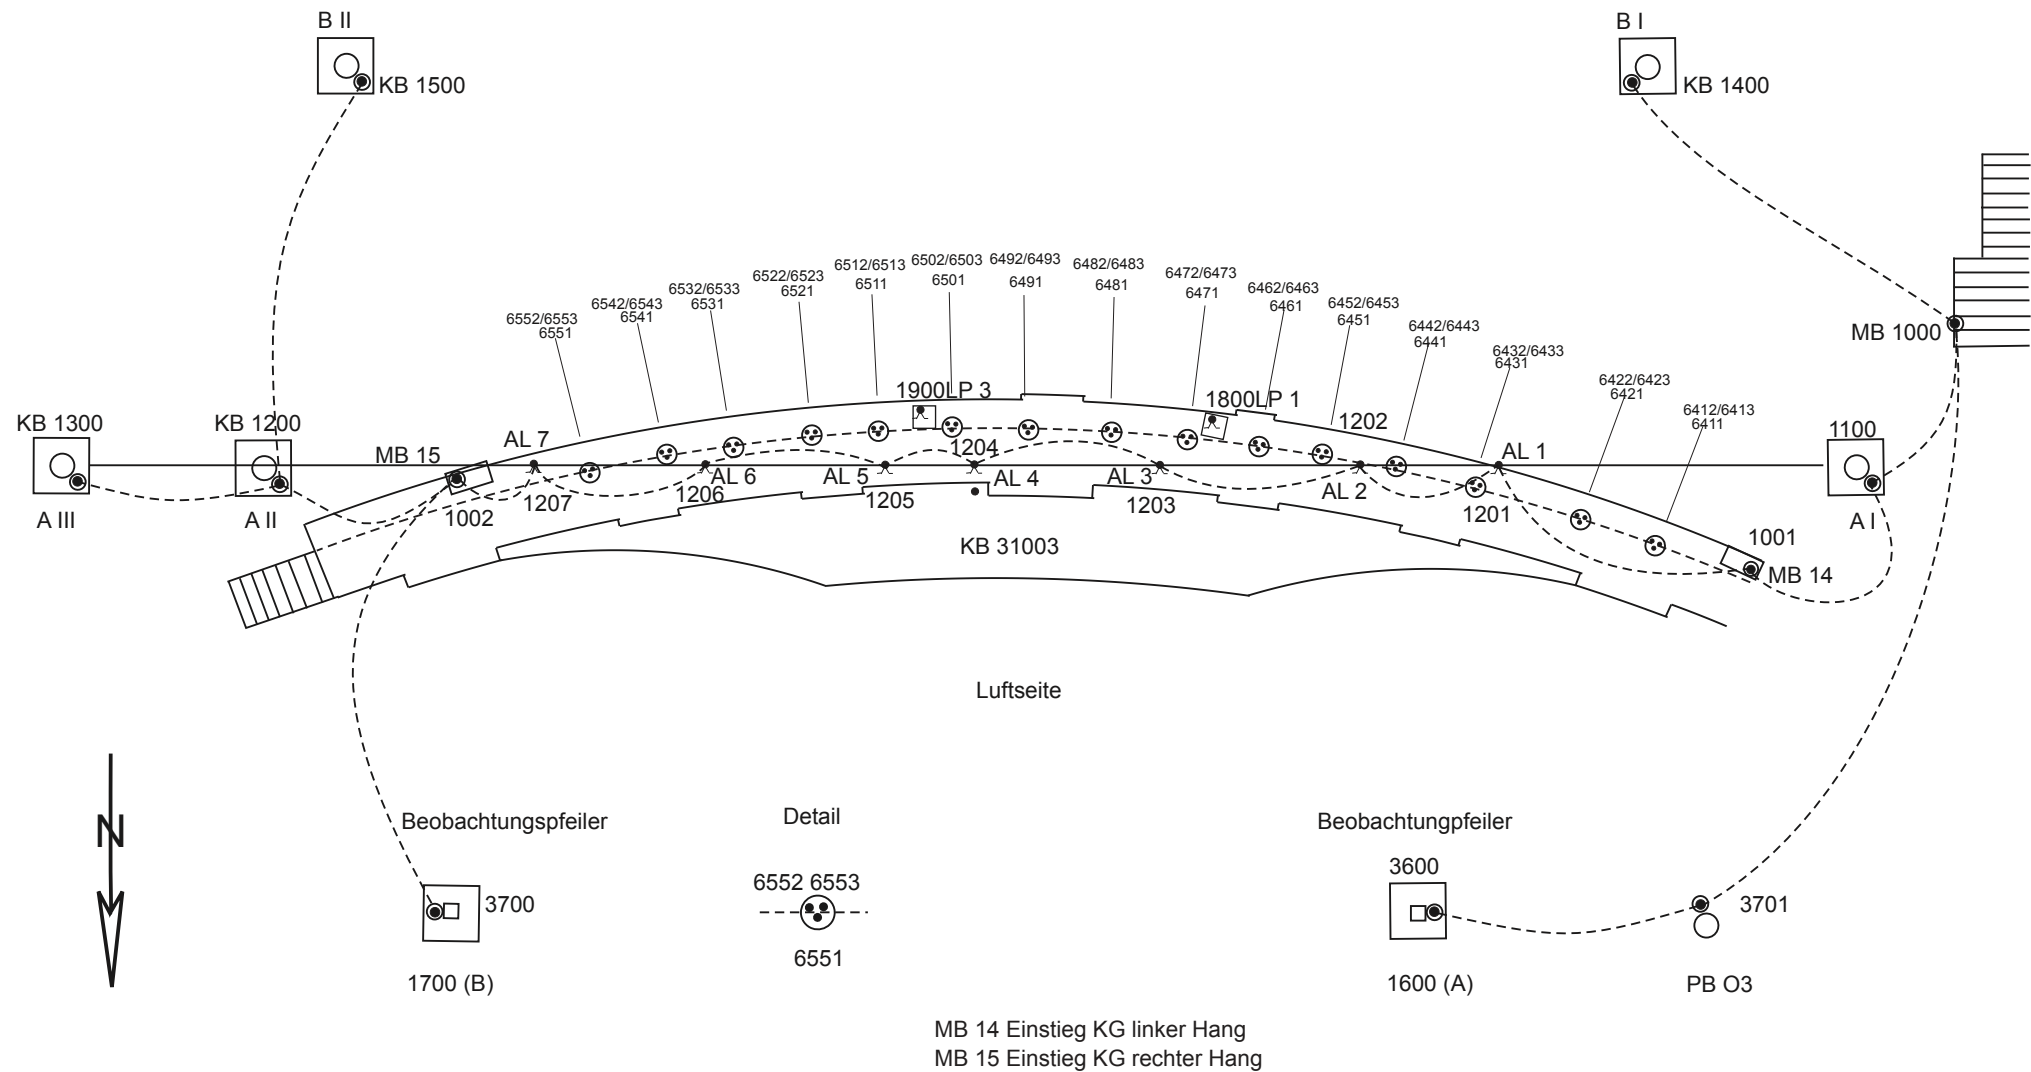 B II
B I
KB 1500
KB 1400
MB 1000
6552/6553
6551
6542/6543
6541
6532/6533
6531
6522/6523
6521
6512/6513
6511
6502/6503
6501
6492/6493
6491
6482/6483
6481
6472/6473
6471
6462/6463
6461
6452/6453
6451
6442/6443
6441
6432/6433
6431
6422/6423
6421
6412/6413
6411
1900LP 3
1800LP 1
1202
KB 1300
KB 1200
MB 15
AL 7
1204
AL 1
1100
AL 6
AL 5
AL 4
AL 3
AL 2
A III
A II
1002
1207
1206
1205
1203
1201
A I
1001
KB 31003
MB 14
Luftseite
N
Beobachtungspfeiler
Detail
Beobachtungpfeiler
3700
6552 6553
3600
3701
6551
1700 (B)
1600 (A)
PB O3
MB 14 Einstieg KG linker Hang
MB 15 Einstieg KG rechter Hang